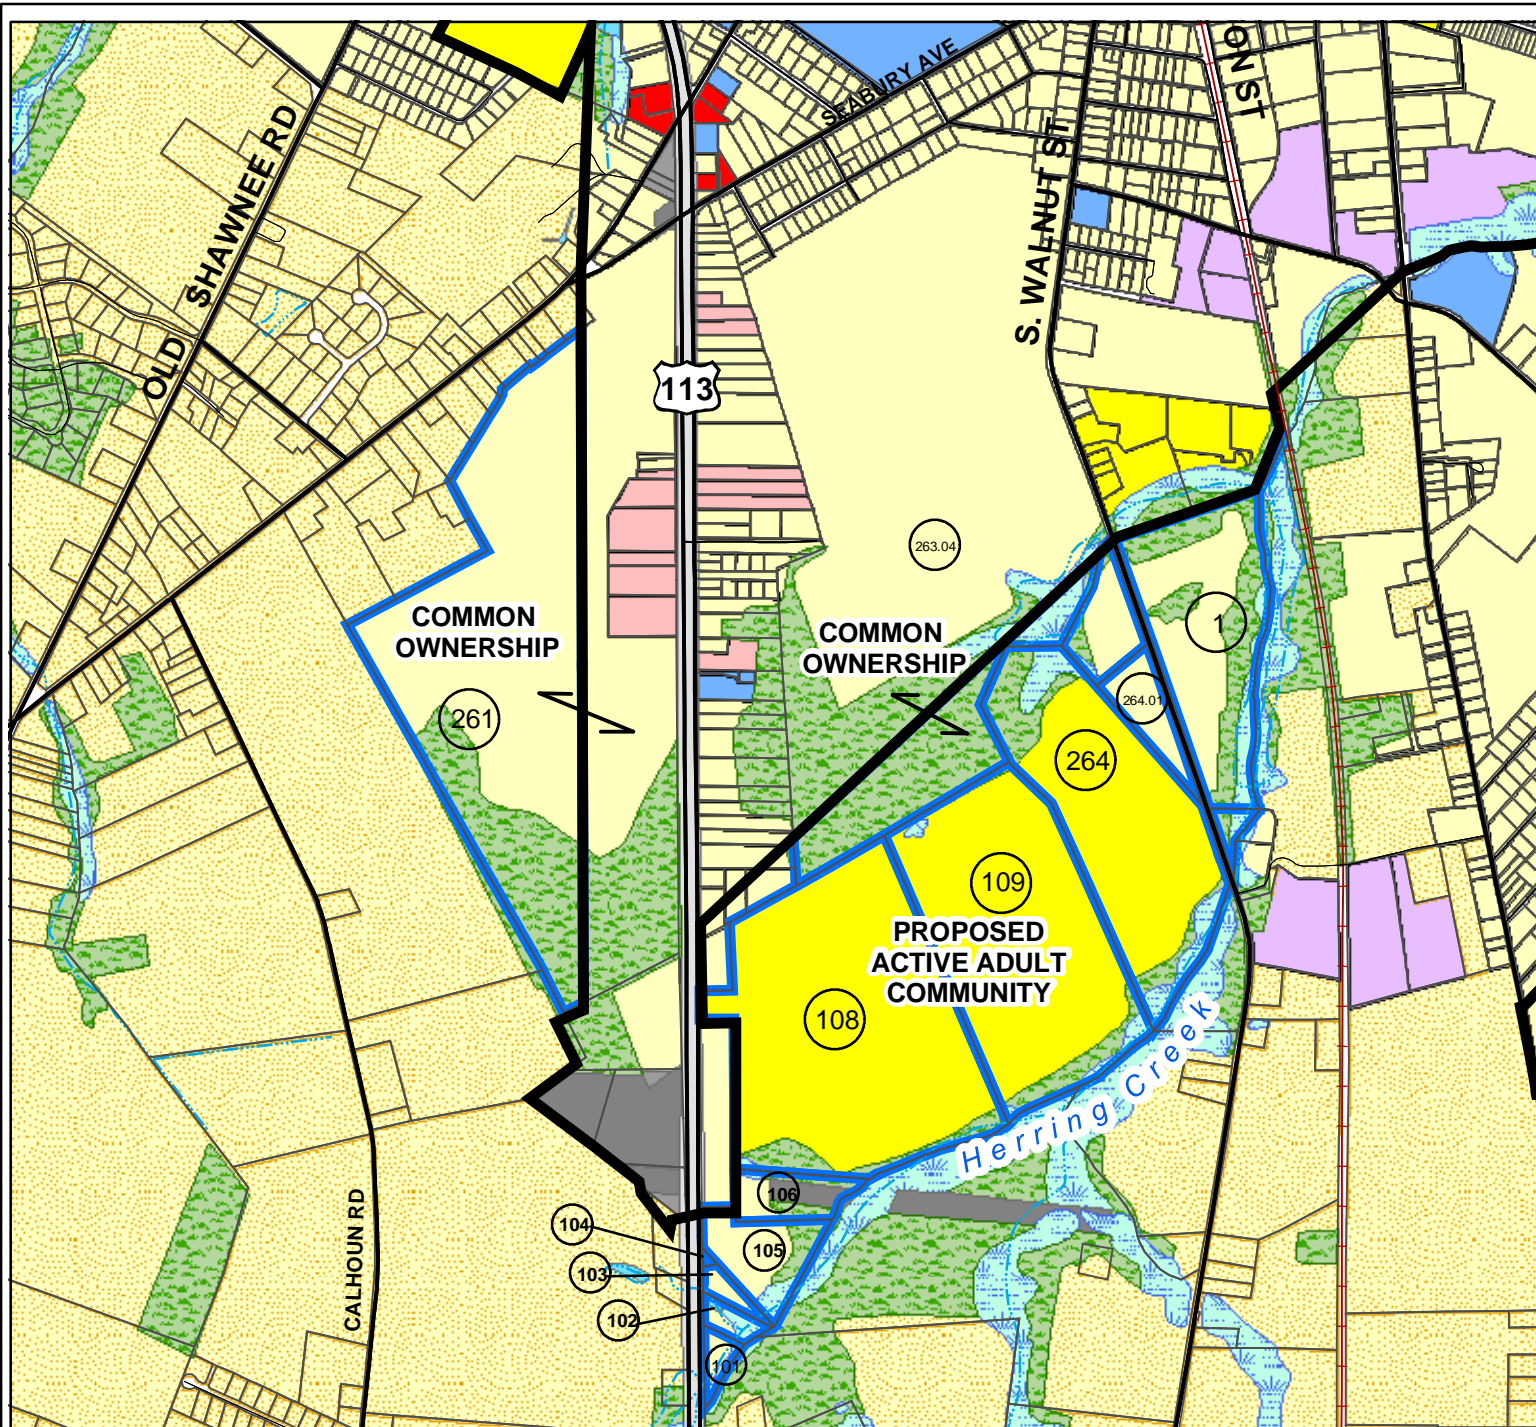 SEABURY AVE
ON ST
OLD SHAWNEE RD
S. WALNUT ST
113
263.04
COMMON
OWNERSHIP
COMMON
OWNERSHIP
1
261
264.01
264
109
PROPOSED
ACTIVE ADULT
COMMUNITY
108
Herring Creek
106
104
105
103
102
101
CALHOUN RD